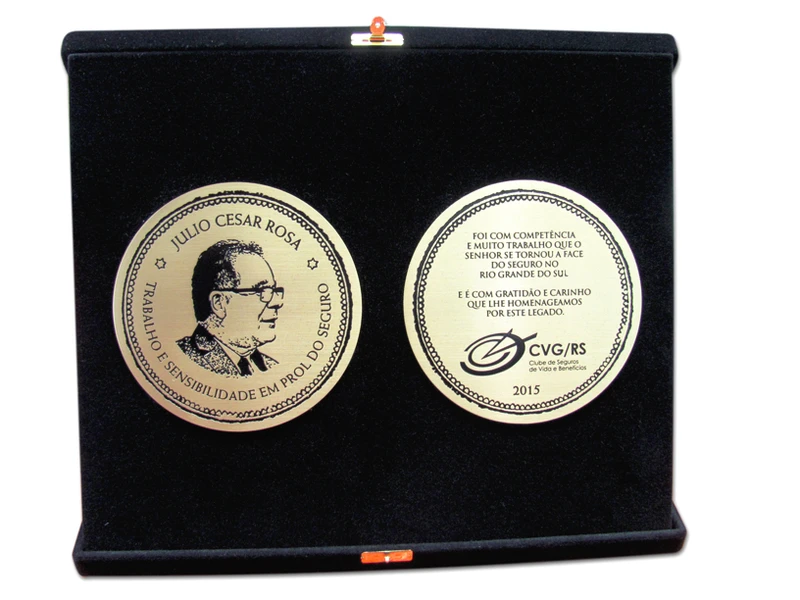 JULIO CESAR ROSA
TRABALHO E SENSIBILIDADE EM PROL DO SEGURO
FOI COM COMPETÊNCIA
E MUITO TRABALHO QUE O
SENHOR SE TORNOU A FACE
DO SEGURO NO
RIO GRANDE DO SUL
E É COM GRATIDÃO E CARINHO
QUE LHE HOMENAGEAMOS
POR ESTE LEGADO.
CVG/RS
Clube de Seguros
de Vida e Benefícios
2015